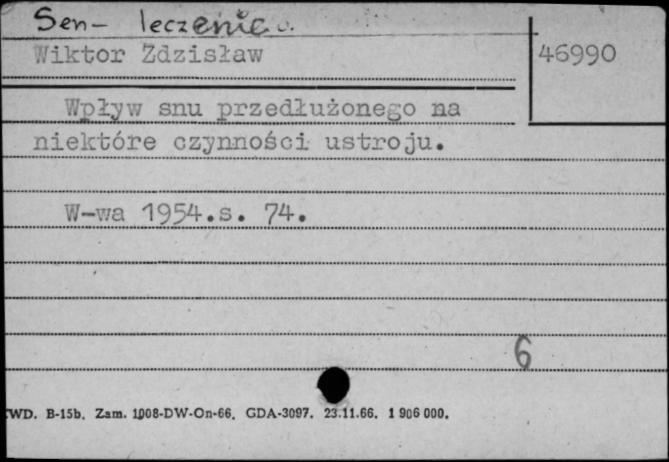 Sen- leczenie
Wiktor Zdzisław
46990
Wpływ snu przedłużonego na
niektóre czynności ustroju.
W-wa 1954.s. 74.
6
WD. B-15b. Zam. 1008-DW-On-66. GDA-3097. 23.11.66. 1 906 000.